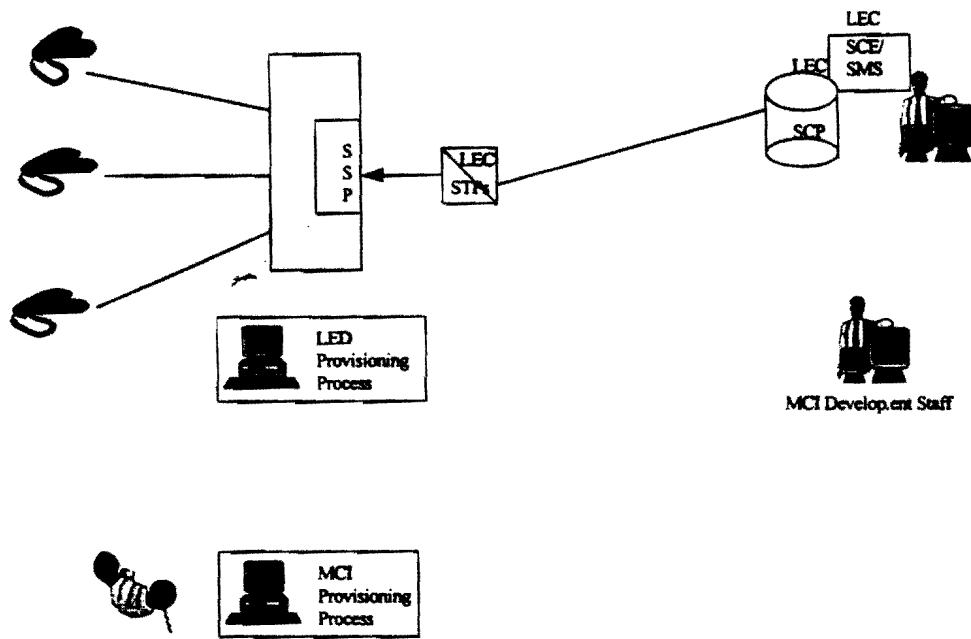 LEC
SCE/
SMS
LEC
SCP
S
S
P
LEC
STPs
LED
Provisioning
Process
MCI Develop.ent Staff
MCI
Provisioning
Process